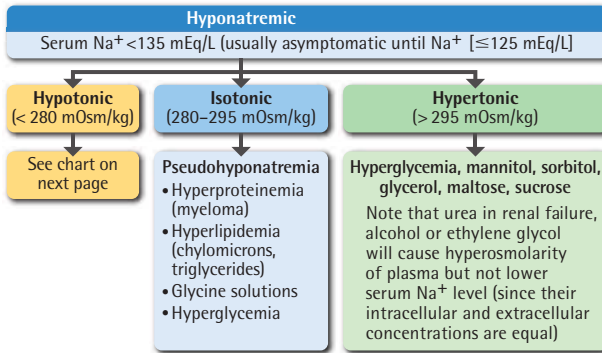 Hyponatremic
Serum Na+ <135 mEq/L (usually asymptomatic until Na+ [≤125 mEq/L]
Hypotonic
(< 280 mOsm/kg)
See chart on
next page
Isotonic
(280–295 mOsm/kg)
Pseudohyponatremia
• Hyperproteinemia
(myeloma)
• Hyperlipidemia
(chylomicrons,
triglycerides)
• Glycine solutions
• Hyperglycemia
Hypertonic
(> 295 mOsm/kg)
Hyperglycemia, mannitol, sorbitol,
glycerol, maltose, sucrose
Note that urea in renal failure,
alcohol or ethylene glycol
will cause hyperosmolarity
of plasma but not lower
serum Na+ level (since their
intracellular and extracellular
concentrations are equal)